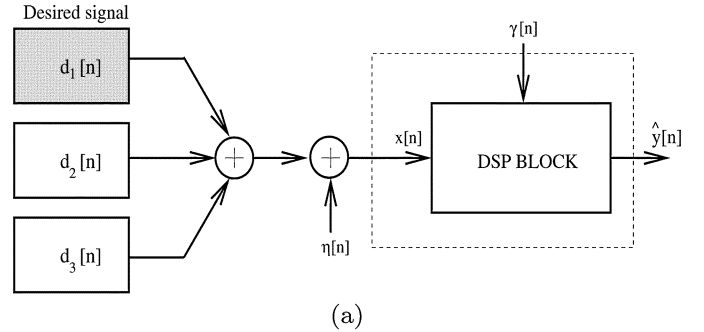 Desired signal
d₁[n]
d₂[n]
d₃[n]
+
+
η[n]
x[n]
γ[n]
DSP BLOCK
ŷ[n]
(a)